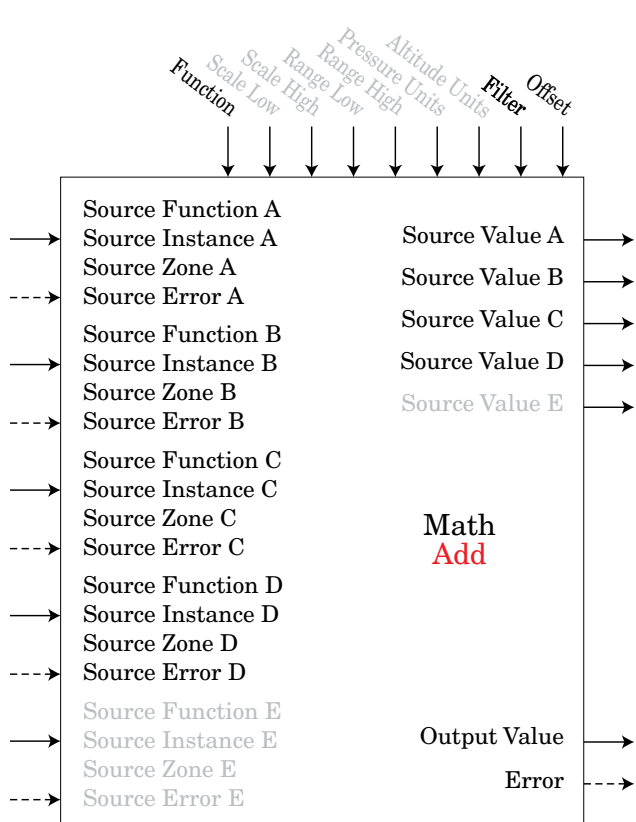 Function
Scale Low
Scale High
Range Low
Range High
Pressure Units
Altitude Units
Filter
Offset
Source Function A
Source Instance A
Source Zone A
Source Error A
Source Function B
Source Instance B
Source Zone B
Source Error B
Source Function C
Source Instance C
Source Zone C
Source Error C
Source Function D
Source Instance D
Source Zone D
Source Error D
Source Function E
Source Instance E
Source Zone E
Source Error E
Source Value A
Source Value B
Source Value C
Source Value D
Source Value E
Math
Add
Output Value
Error